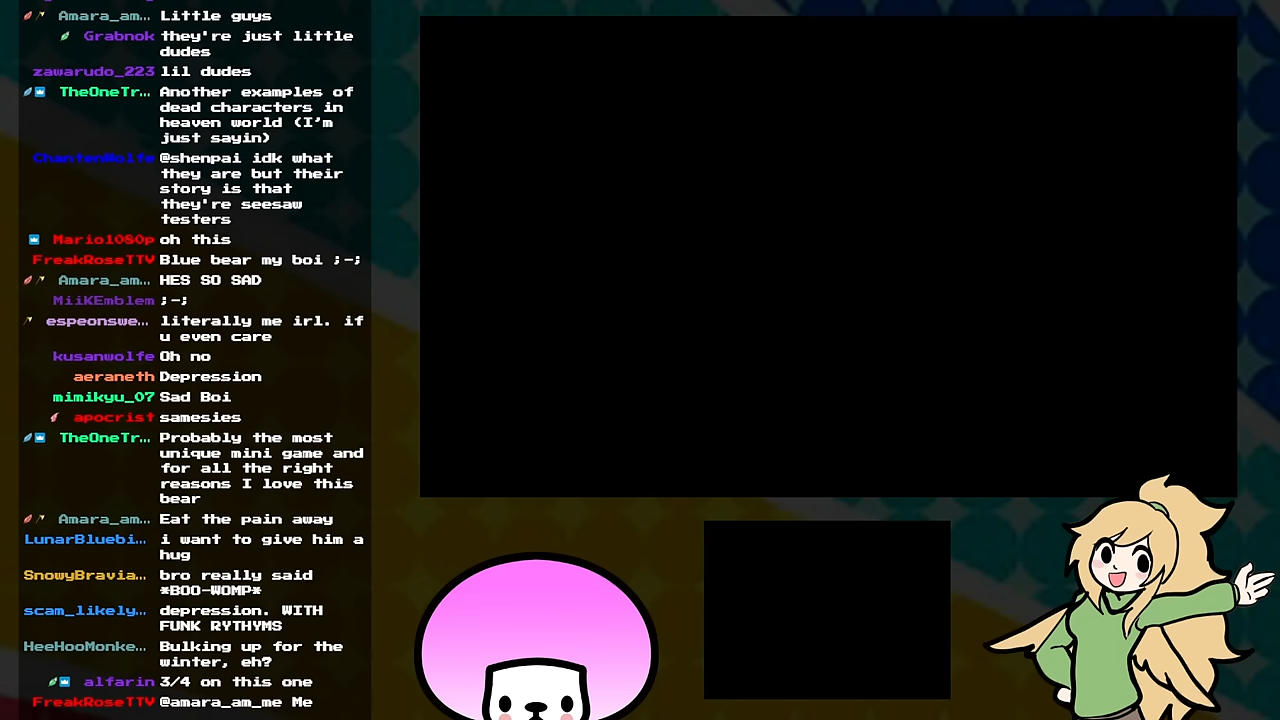 Amara_am… Little guys
Grabnok they're just little
dudes
zawarudo_223 lil dudes
TheOneTr… Another examples of
dead characters in
heaven world (I'm
just sayin)
ChantenWolfe @shenpai idk what
they are but their
story is that
they're seesaw
testers
Mario1080p oh this
FreakRoseTTV Blue bear my boi ;-;
Amara_am… HES SO SAD
MiiKEmblem ;-;
espeonswe… literally me irl. if
u even care
kusanwolfe Oh no
aeraneth Depression
mimikyu_07 Sad Boi
apocrist samesies
TheOneTr… Probably the most
unique mini game and
for all the right
reasons I love this
bear
Amara_am… Eat the pain away
LunarBluebi… i want to give him a
hug
SnowyBravia… bro really said
*BOO-WOMP*
scam_likely… depression. WITH
FUNK RYTHYMS
HeeHooMonke… Bulking up for the
winter, eh?
alfarin 3/4 on this one
FreakRoseTTV @amara_am_me Me